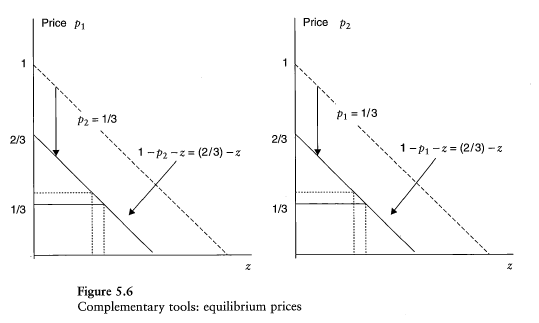 Price p₁
1
p₂ = 1/3
2/3
1 – p₂ – z = (2/3) – z
1/3
z
Price p₂
1
p₁ = 1/3
2/3
1 – p₁ – z = (2/3) – z
1/3
z
Figure 5.6
Complementary tools: equilibrium prices